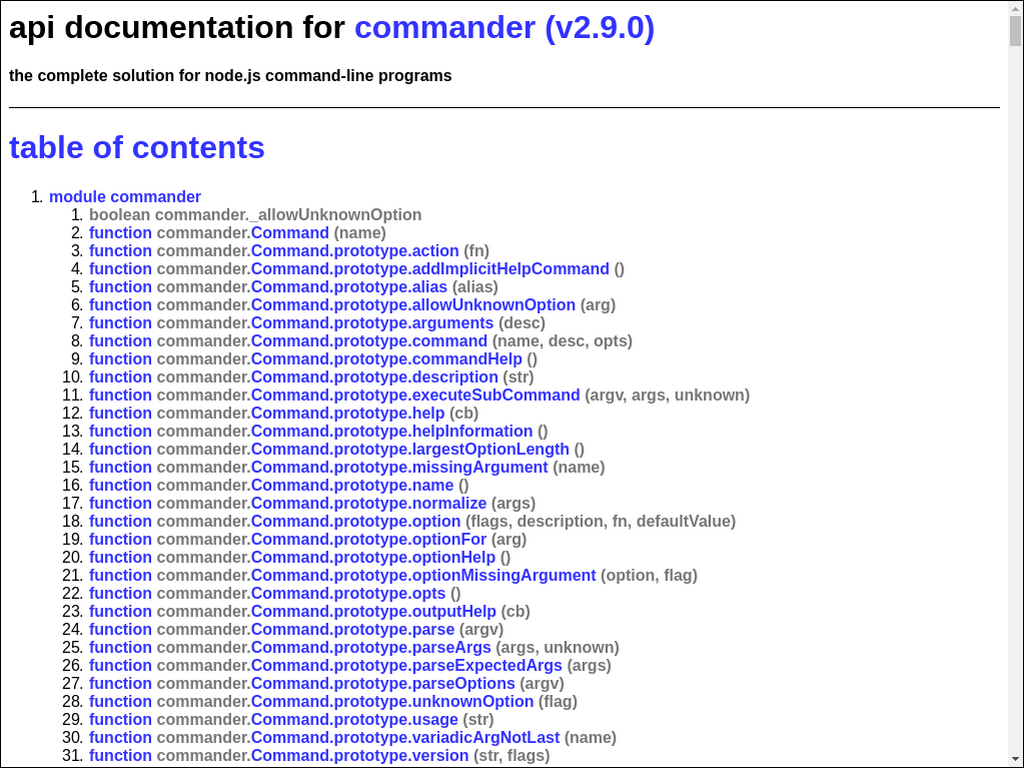 api documentation for commander (v2.9.0)
the complete solution for node.js command-line programs
table of contents
1. module commander
1. boolean commander._allowUnknownOption
2. function commander.Command (name)
3. function commander.Command.prototype.action (fn)
4. function commander.Command.prototype.addImplicitHelpCommand ()
5. function commander.Command.prototype.alias (alias)
6. function commander.Command.prototype.allowUnknownOption (arg)
7. function commander.Command.prototype.arguments (desc)
8. function commander.Command.prototype.command (name, desc, opts)
9. function commander.Command.prototype.commandHelp ()
10. function commander.Command.prototype.description (str)
11. function commander.Command.prototype.executeSubCommand (argv, args, unknown)
12. function commander.Command.prototype.help (cb)
13. function commander.Command.prototype.helpInformation ()
14. function commander.Command.prototype.largestOptionLength ()
15. function commander.Command.prototype.missingArgument (name)
16. function commander.Command.prototype.name ()
17. function commander.Command.prototype.normalize (args)
18. function commander.Command.prototype.option (flags, description, fn, defaultValue)
19. function commander.Command.prototype.optionFor (arg)
20. function commander.Command.prototype.optionHelp ()
21. function commander.Command.prototype.optionMissingArgument (option, flag)
22. function commander.Command.prototype.opts ()
23. function commander.Command.prototype.outputHelp (cb)
24. function commander.Command.prototype.parse (argv)
25. function commander.Command.prototype.parseArgs (args, unknown)
26. function commander.Command.prototype.parseExpectedArgs (args)
27. function commander.Command.prototype.parseOptions (argv)
28. function commander.Command.prototype.unknownOption (flag)
29. function commander.Command.prototype.usage (str)
30. function commander.Command.prototype.variadicArgNotLast (name)
31. function commander.Command.prototype.version (str, flags)